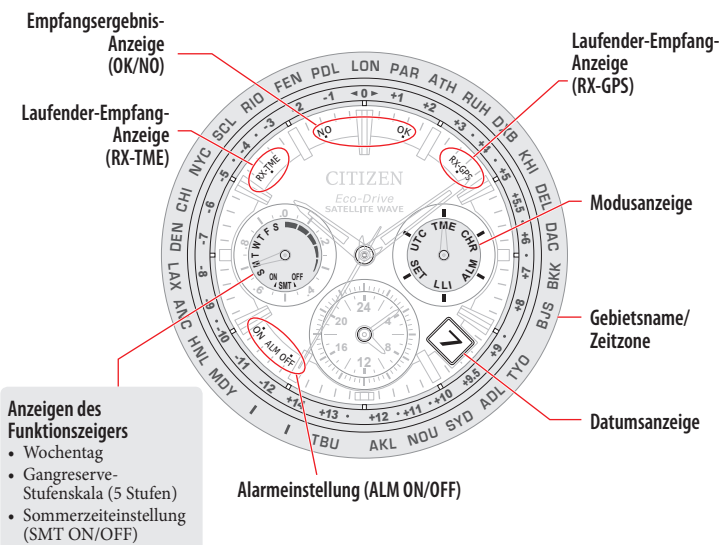 Empfangsergebnis-
Anzeige
(OK/NO)
Laufender-Empfang-
Anzeige
(RX-GPS)
Laufender-Empfang-
Anzeige
(RX-TME)
Modusanzeige
Gebietsname/
Zeitzone
Datumsanzeige
Alarmeinstellung (ALM ON/OFF)
Anzeigen des
Funktionszeigers
• Wochentag
• Gangreserve-
Stufenskala (5 Stufen)
• Sommerzeiteinstellung
(SMT ON/OFF)
LON PAR ATH RUH DXB KHI DEL DAC BKK BJS TYO ADL SYD NOU AKL TBU MDY HNL ANC LAX DEN CHI NYC SCL RIO FEN PDL
◄0► +1 +2 +3 +4 +5 +5.5 +6 +7 +8 +9 +9.5 +10 +11 +12 +13 +14 -12 -11 -10 -9 -8 -7 -6 -5 -4 -3 -2 -1
NO OK
RX-TME
RX-GPS
CITIZEN
Eco-Drive
SATELLITE WAVE
S M T W T F S
.0 2 4 6
ON OFF
SMT
UTC TME CHR ALM LLI SET
24 4 8 12 16 20
ON ALM OFF
7